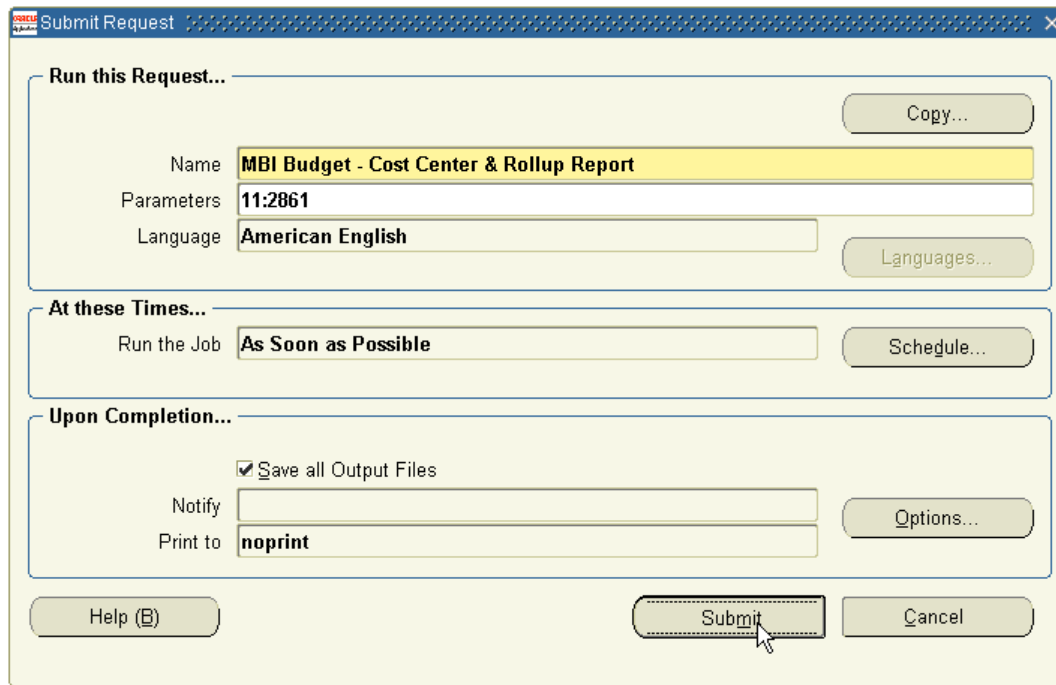 ORACLE
Submit Request
Run this Request...
Copy...
Name MBI Budget - Cost Center & Rollup Report
Parameters 11:2861
Language American English
Languages...
At these Times...
Run the Job As Soon as Possible
Schedule...
Upon Completion...
Save all Output Files
Notify
Options...
Print to noprint
Help (B) Submit Cancel